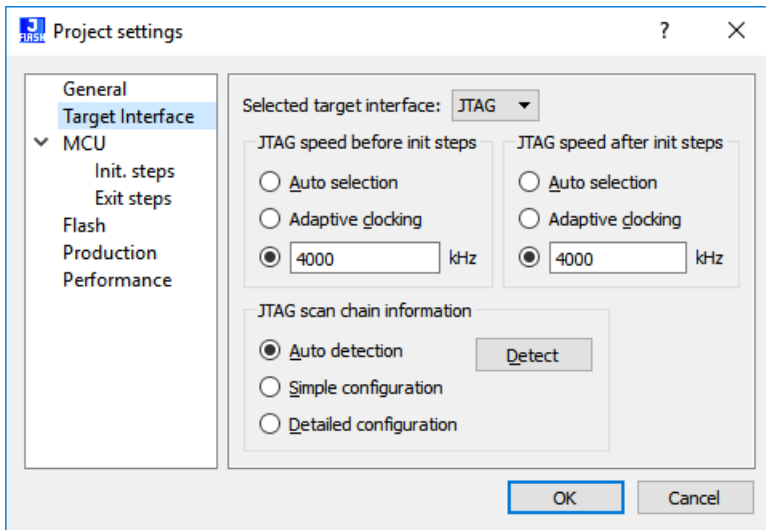 J
FLASH
Project settings
?
General
Target Interface
MCU
Init. steps
Exit steps
Flash
Production
Performance
Selected target interface: JTAG
JTAG speed before init steps
Auto selection
Adaptive clocking
4000 kHz
JTAG speed after init steps
Auto selection
Adaptive clocking
4000 kHz
JTAG scan chain information
Auto detection
Detect
Simple configuration
Detailed configuration
OK
Cancel